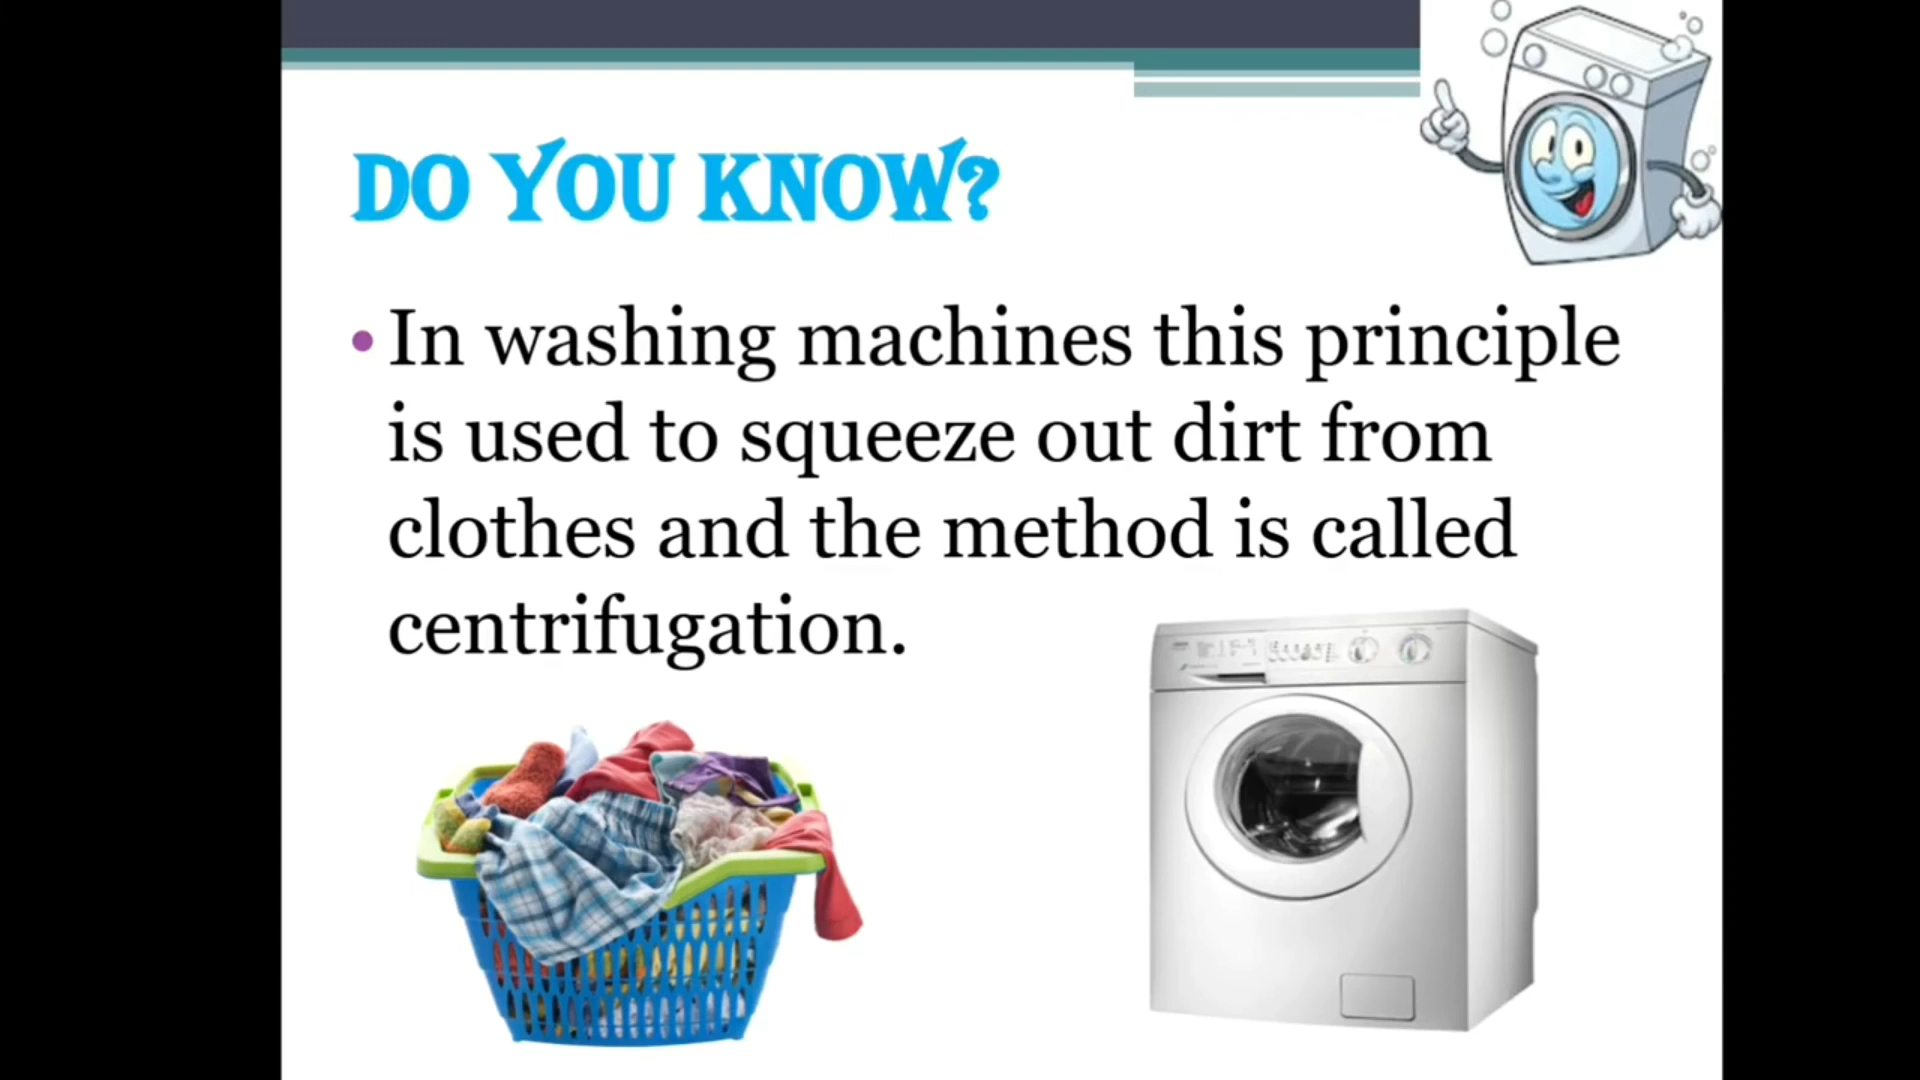 DO YOU KNOW?
• In washing machines this principle
is used to squeeze out dirt from
clothes and the method is called
centrifugation.